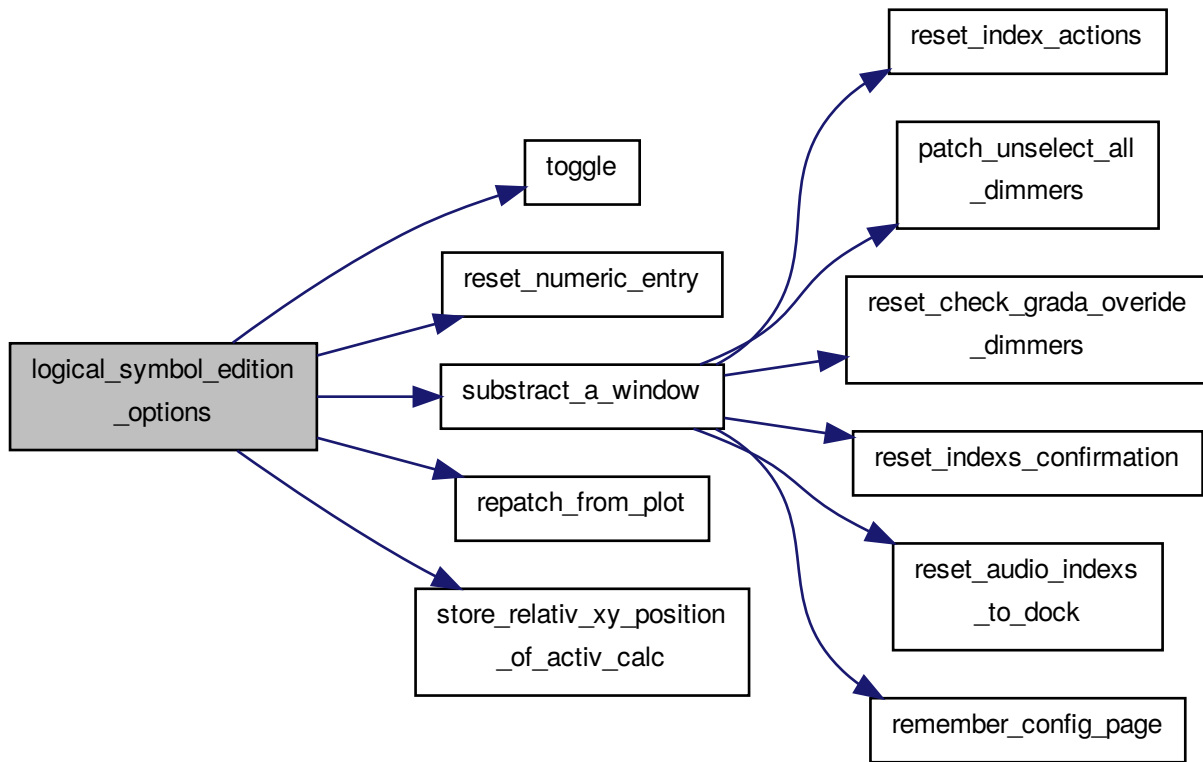 logical_symbol_edition
_options
toggle
reset_numeric_entry
substract_a_window
repatch_from_plot
store_relativ_xy_position
_of_activ_calc
reset_index_actions
patch_unselect_all
_dimmers
reset_check_grada_overide
_dimmers
reset_indexs_confirmation
reset_audio_indexs
_to_dock
remember_config_page